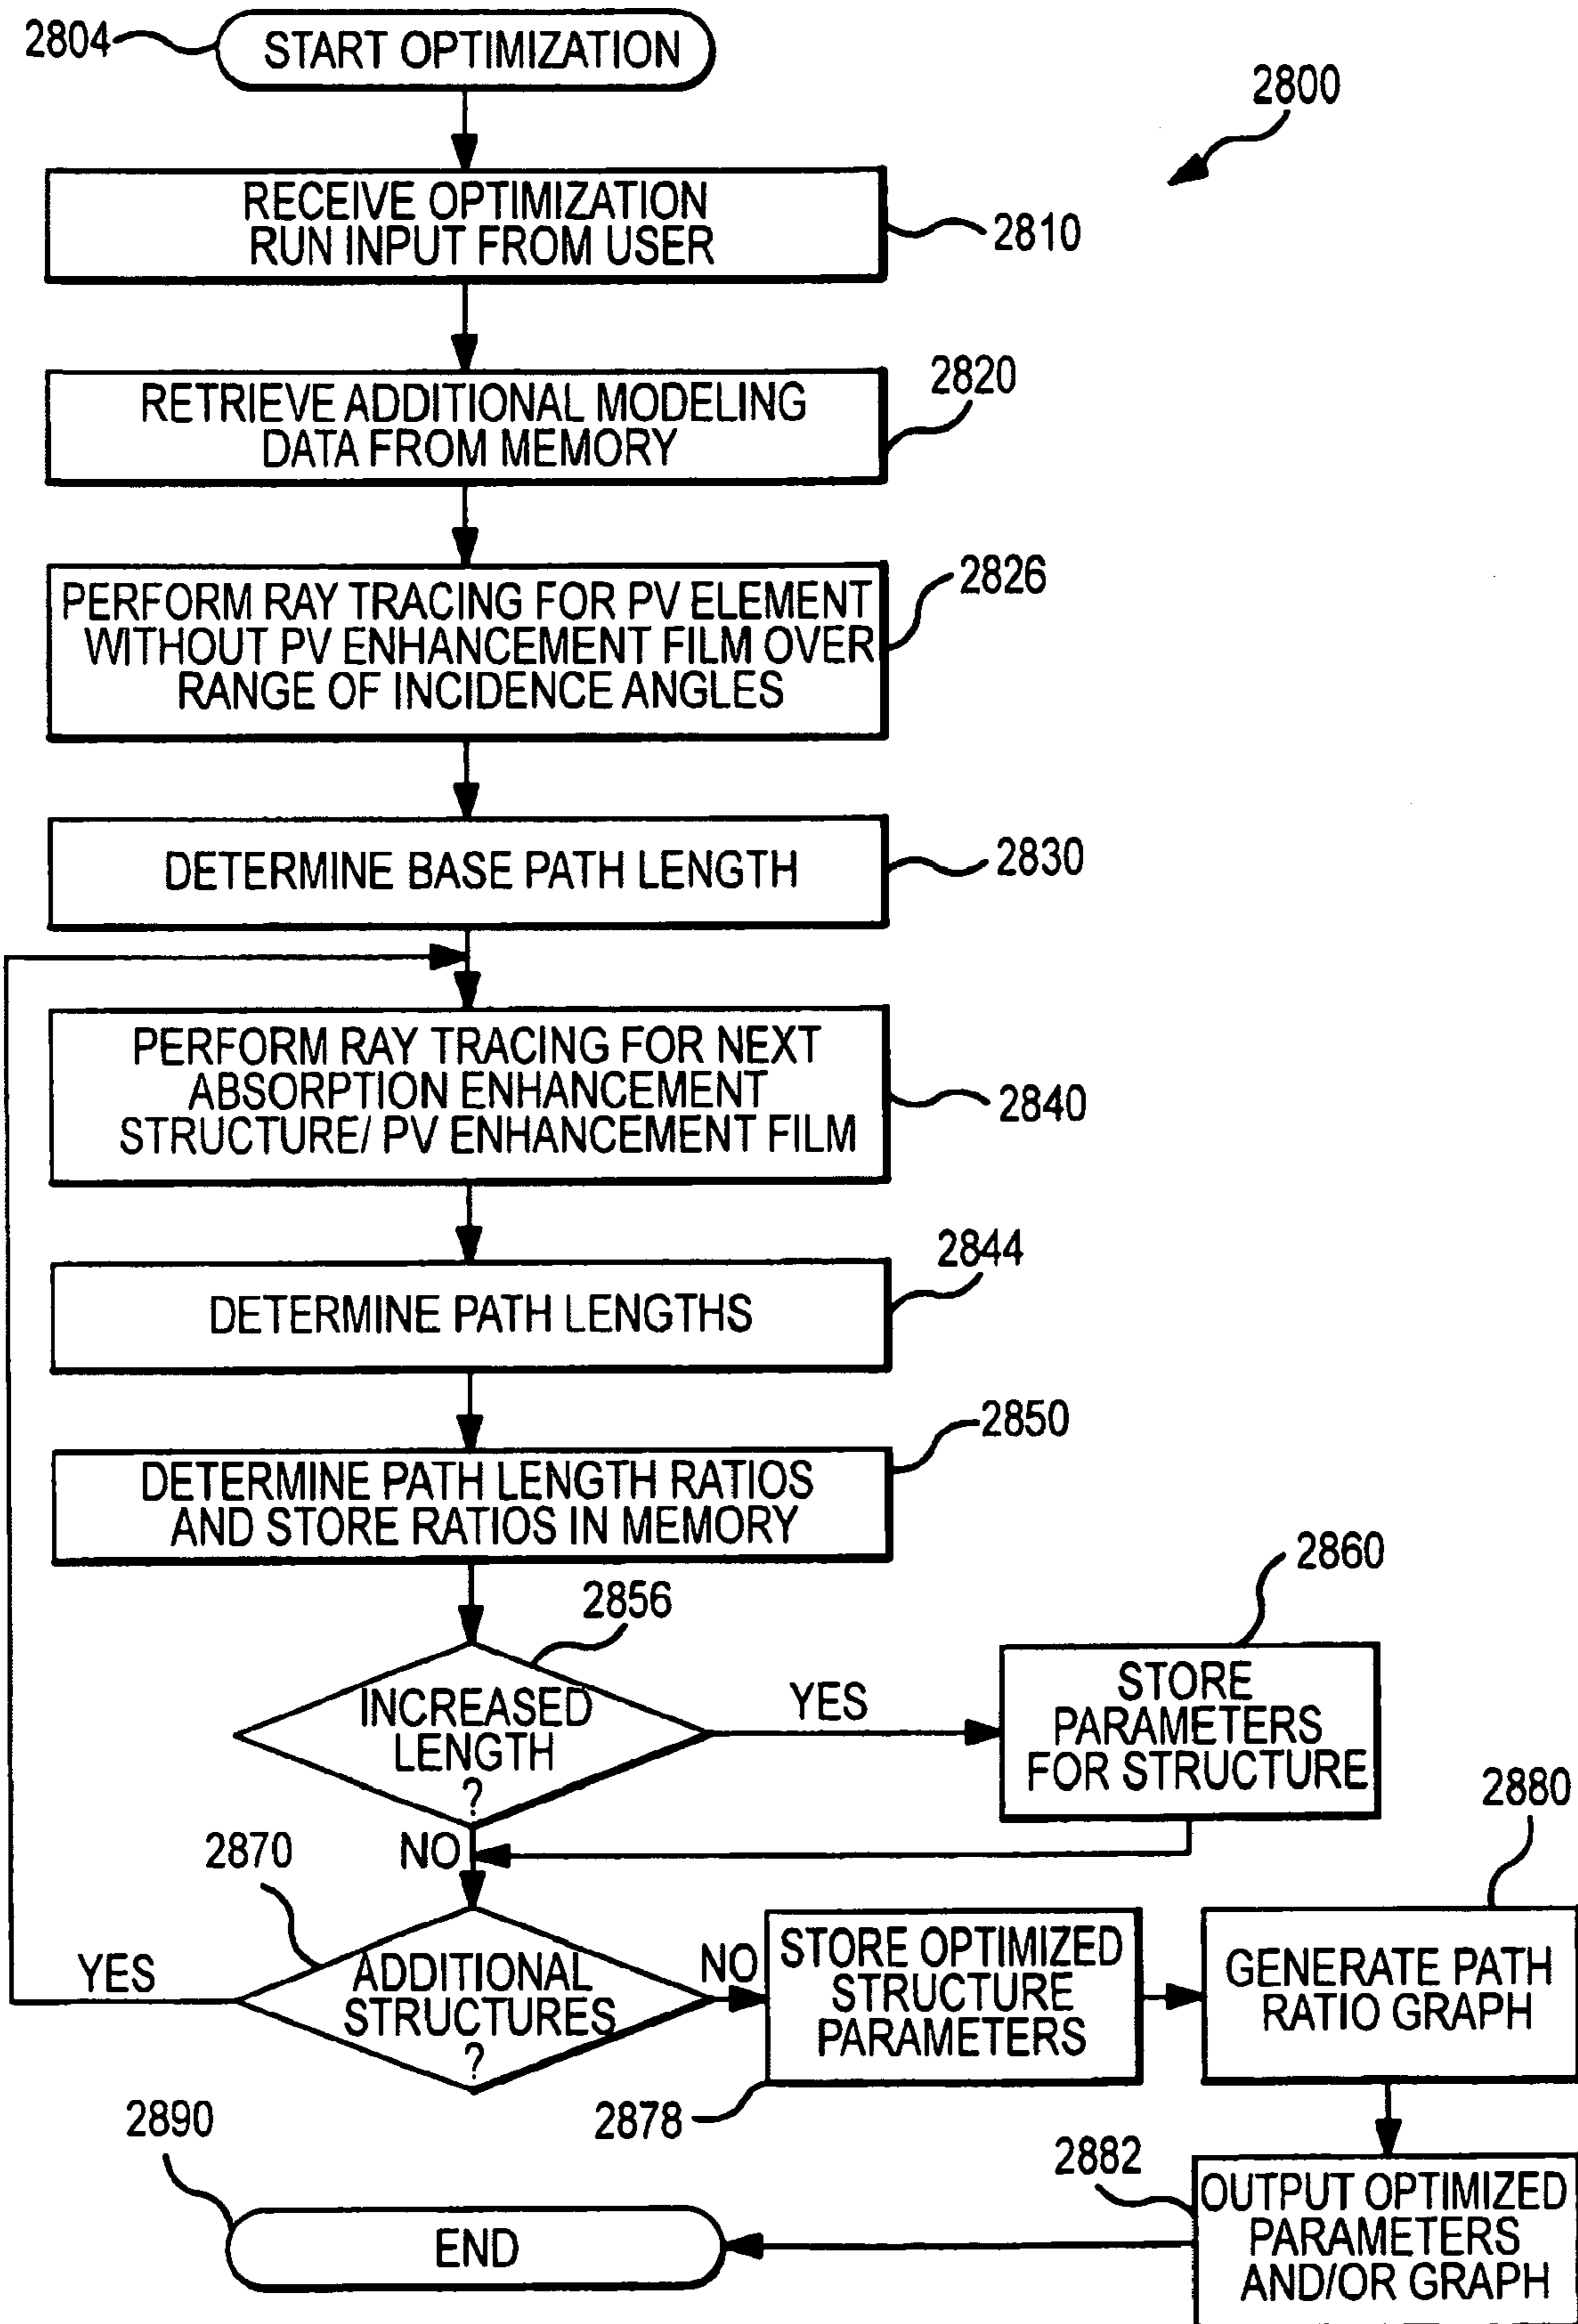 2804
START OPTIMIZATION
2800
RECEIVE OPTIMIZATION
RUN INPUT FROM USER
2810
RETRIEVE ADDITIONAL MODELING
DATA FROM MEMORY
2820
PERFORM RAY TRACING FOR PV ELEMENT
WITHOUT PV ENHANCEMENT FILM OVER
RANGE OF INCIDENCE ANGLES
2826
DETERMINE BASE PATH LENGTH
2830
PERFORM RAY TRACING FOR NEXT
ABSORPTION ENHANCEMENT
STRUCTURE/ PV ENHANCEMENT FILM
2840
DETERMINE PATH LENGTHS
2844
DETERMINE PATH LENGTH RATIOS
AND STORE RATIOS IN MEMORY
2850
2856
INCREASED
LENGTH
?
YES
NO
2860
STORE
PARAMETERS
FOR STRUCTURE
2870
ADDITIONAL
STRUCTURES
?
YES
NO
STORE OPTIMIZED
STRUCTURE
PARAMETERS
2878
2880
GENERATE PATH
RATIO GRAPH
2882
OUTPUT OPTIMIZED
PARAMETERS
AND/OR GRAPH
2890
END